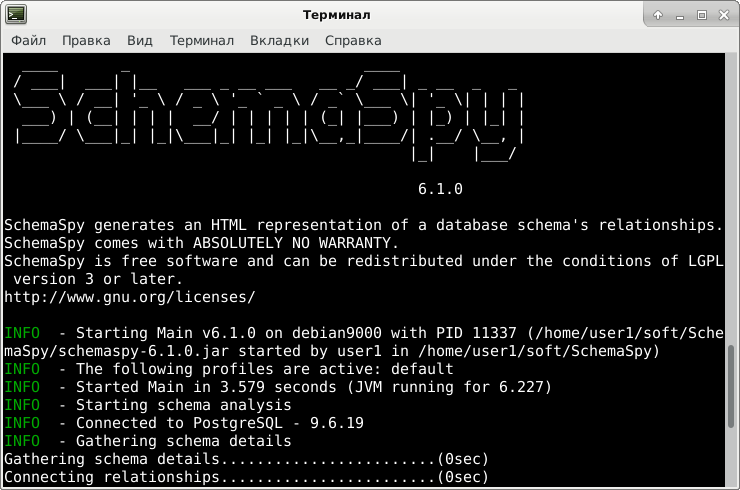 Терминал
Файл Правка Вид Терминал Вкладки Справка
SchemaSpy
6.1.0
SchemaSpy generates an HTML representation of a database schema's relationships.
SchemaSpy comes with ABSOLUTELY NO WARRANTY.
SchemaSpy is free software and can be redistributed under the conditions of LGPL
version 3 or later.
http://www.gnu.org/licenses/
INFO  - Starting Main v6.1.0 on debian9000 with PID 11337 (/home/user1/soft/Sche
maSpy/schemaspy-6.1.0.jar started by user1 in /home/user1/soft/SchemaSpy)
INFO  - The following profiles are active: default
INFO  - Started Main in 3.579 seconds (JVM running for 6.227)
INFO  - Starting schema analysis
INFO  - Connected to PostgreSQL - 9.6.19
INFO  - Gathering schema details
Gathering schema details........................(0sec)
Connecting relationships........................(0sec)